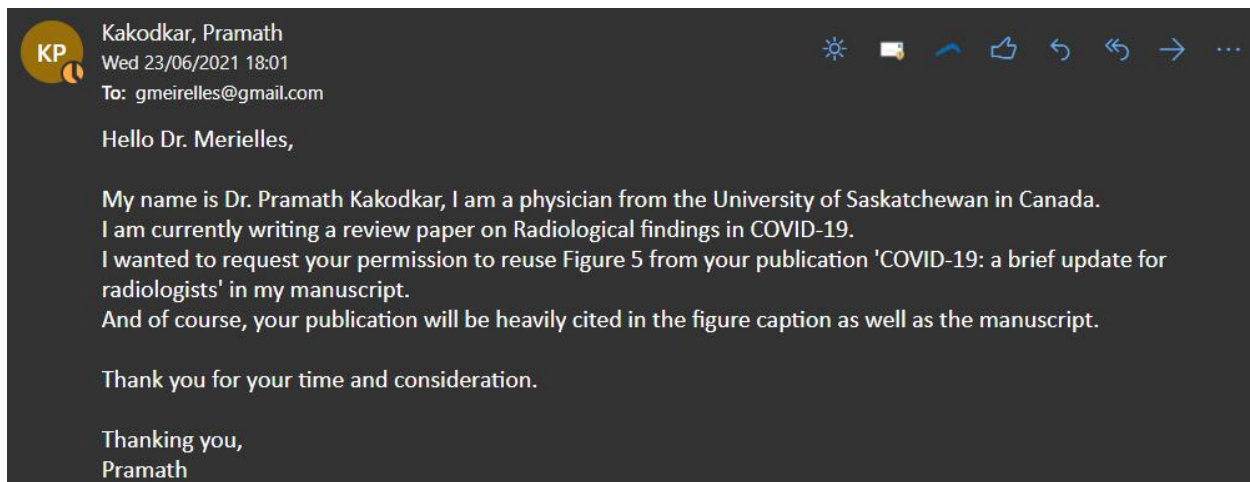 KP
Kakodkar, Pramath
Wed 23/06/2021 18:01
To: gmeirelles@gmail.com
Hello Dr. Merielles,
My name is Dr. Pramath Kakodkar, I am a physician from the University of Saskatchewan in Canada.
I am currently writing a review paper on Radiological findings in COVID-19.
I wanted to request your permission to reuse Figure 5 from your publication 'COVID-19: a brief update for
radiologists' in my manuscript.
And of course, your publication will be heavily cited in the figure caption as well as the manuscript.
Thank you for your time and consideration.
Thanking you,
Pramath